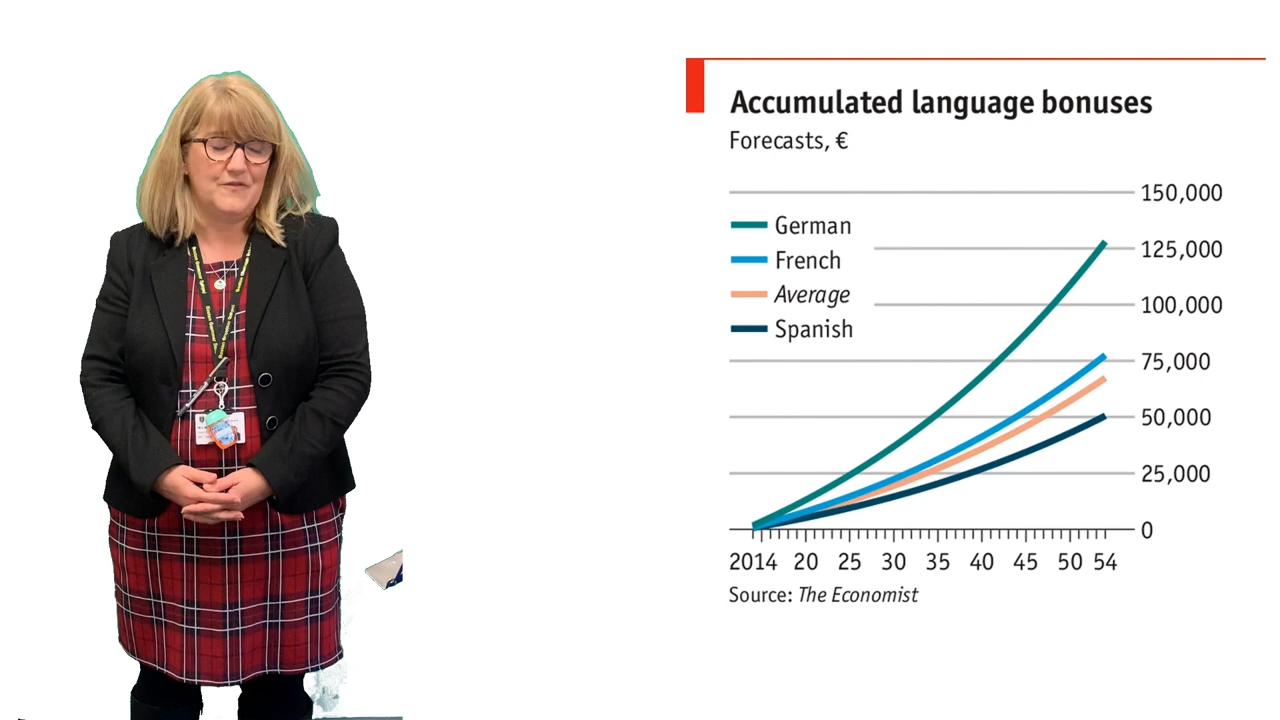 Accumulated language bonuses
Forecasts, €
150,000
German
125,000
French
Average
100,000
Spanish
75,000
50,000
25,000
0
2014 20 25 30 35 40 45 50 54
Source: The Economist